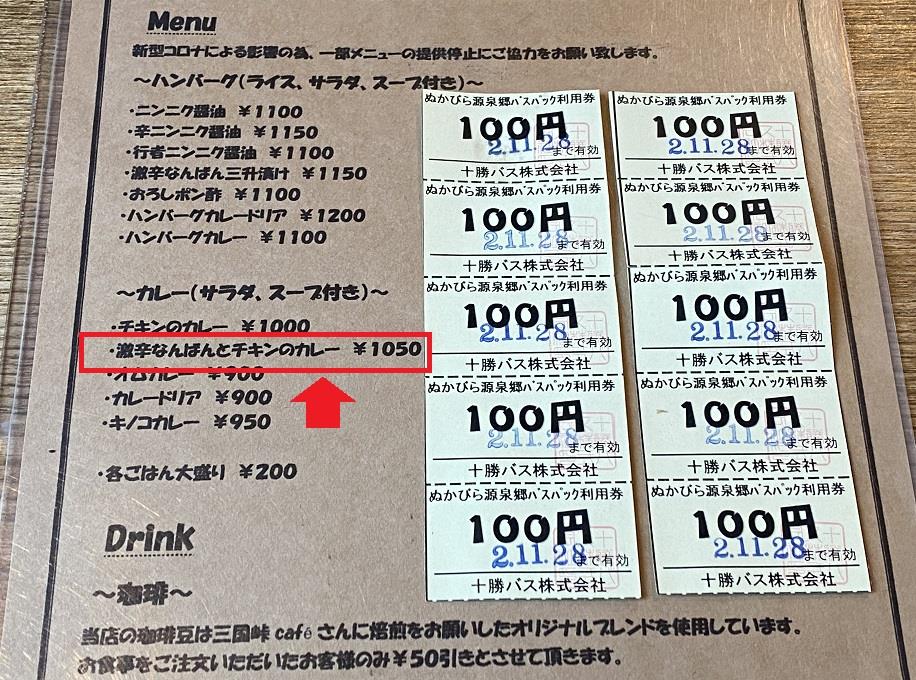 Menu
新型コロナによる影響の為、一部メニューの提供停止にご協力をお願い致します。
～ハンバーグ（ライス、サラダ、スープ付き）～
・ニンニク醤油 ￥1100
・辛ニンニク醤油 ￥1150
・行者ニンニク醤油 ￥1100
・激辛なんばん三升漬け ￥1150
・おろしポン酢 ￥1100
・ハンバーグカレードリア ￥1200
・ハンバーグカレー ￥1100
～カレー（サラダ、スープ付き）～
・チキンのカレー ￥1000
・激辛なんばんとチキンのカレー ￥1050
・オムカレー ￥900
・カレードリア ￥900
・キノコカレー ￥950
・各ごはん大盛り ￥200
Drink
～珈琲～
当店の珈琲豆は三国峠caféさんに焙煎をお願いしたオリジナルブレンドを使用しています。
お食事をご注文いただいたお客様のみ￥50引きとさせて頂きます。
ぬかびら源泉郷バスパック利用券
100円
2.11.28まで有効
十勝バス株式会社
ぬかびら源泉郷バスパック利用券
100円
2.11.28まで有効
十勝バス株式会社
ぬかびら源泉郷バスパック利用券
100円
2.11.28まで有効
十勝バス株式会社
ぬかびら源泉郷バスパック利用券
100円
2.11.28まで有効
十勝バス株式会社
ぬかびら源泉郷バスパック利用券
100円
2.11.28まで有効
十勝バス株式会社
ぬかびら源泉郷バスパック利用券
100円
2.11.28まで有効
十勝バス株式会社
ぬかびら源泉郷バスパック利用券
100円
2.11.28まで有効
十勝バス株式会社
ぬかびら源泉郷バスパック利用券
100円
2.11.28まで有効
十勝バス株式会社
ぬかびら源泉郷バスパック利用券
100円
2.11.28まで有効
十勝バス株式会社
ぬかびら源泉郷バスパック利用券
100円
2.11.28まで有効
十勝バス株式会社